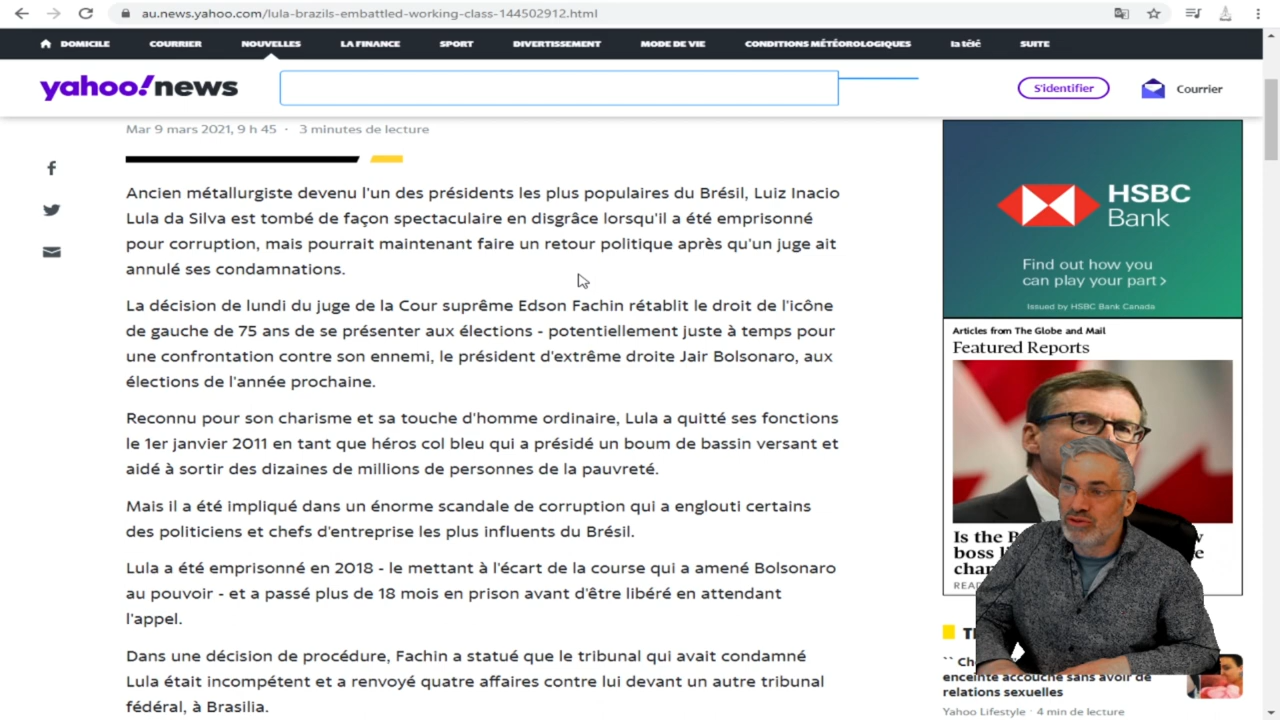 au.news.yahoo.com/lula-brazils-embattled-working-class-144502912.html
DOMICILE COURRIER NOUVELLES LA FINANCE SPORT DIVERTISSEMENT MODE DE VIE CONDITIONS MÉTÉOROLOGIQUES la télé SUITE
yahoo!news
S'identifier
Courrier
Mar 9 mars 2021, 9 h 45 · 3 minutes de lecture
Ancien métallurgiste devenu l'un des présidents les plus populaires du Brésil, Luiz Inacio
Lula da Silva est tombé de façon spectaculaire en disgrâce lorsqu'il a été emprisonné
pour corruption, mais pourrait maintenant faire un retour politique après qu'un juge ait
annulé ses condamnations.
La décision de lundi du juge de la Cour suprême Edson Fachin rétablit le droit de l'icône
de gauche de 75 ans de se présenter aux élections - potentiellement juste à temps pour
une confrontation contre son ennemi, le président d'extrême droite Jair Bolsonaro, aux
élections de l'année prochaine.
Reconnu pour son charisme et sa touche d'homme ordinaire, Lula a quitté ses fonctions
le 1er janvier 2011 en tant que héros col bleu qui a présidé un boum de bassin versant et
aidé à sortir des dizaines de millions de personnes de la pauvreté.
Mais il a été impliqué dans un énorme scandale de corruption qui a englouti certains
des politiciens et chefs d'entreprise les plus influents du Brésil.
Lula a été emprisonné en 2018 - le mettant à l'écart de la course qui a amené Bolsonaro
au pouvoir - et a passé plus de 18 mois en prison avant d'être libéré en attendant
l'appel.
Dans une décision de procédure, Fachin a statué que le tribunal qui avait condamné
Lula était incompétent et a renvoyé quatre affaires contre lui devant un autre tribunal
fédéral, à Brasilia.
HSBC
Bank
Find out how you
can play your part >
Issued by HSBC Bank Canada
Articles from The Globe and Mail
Featured Reports
Is the
boss
enceinte accouche sans avoir de
relations sexuelles
Yahoo Lifestyle · 4 min de lecture